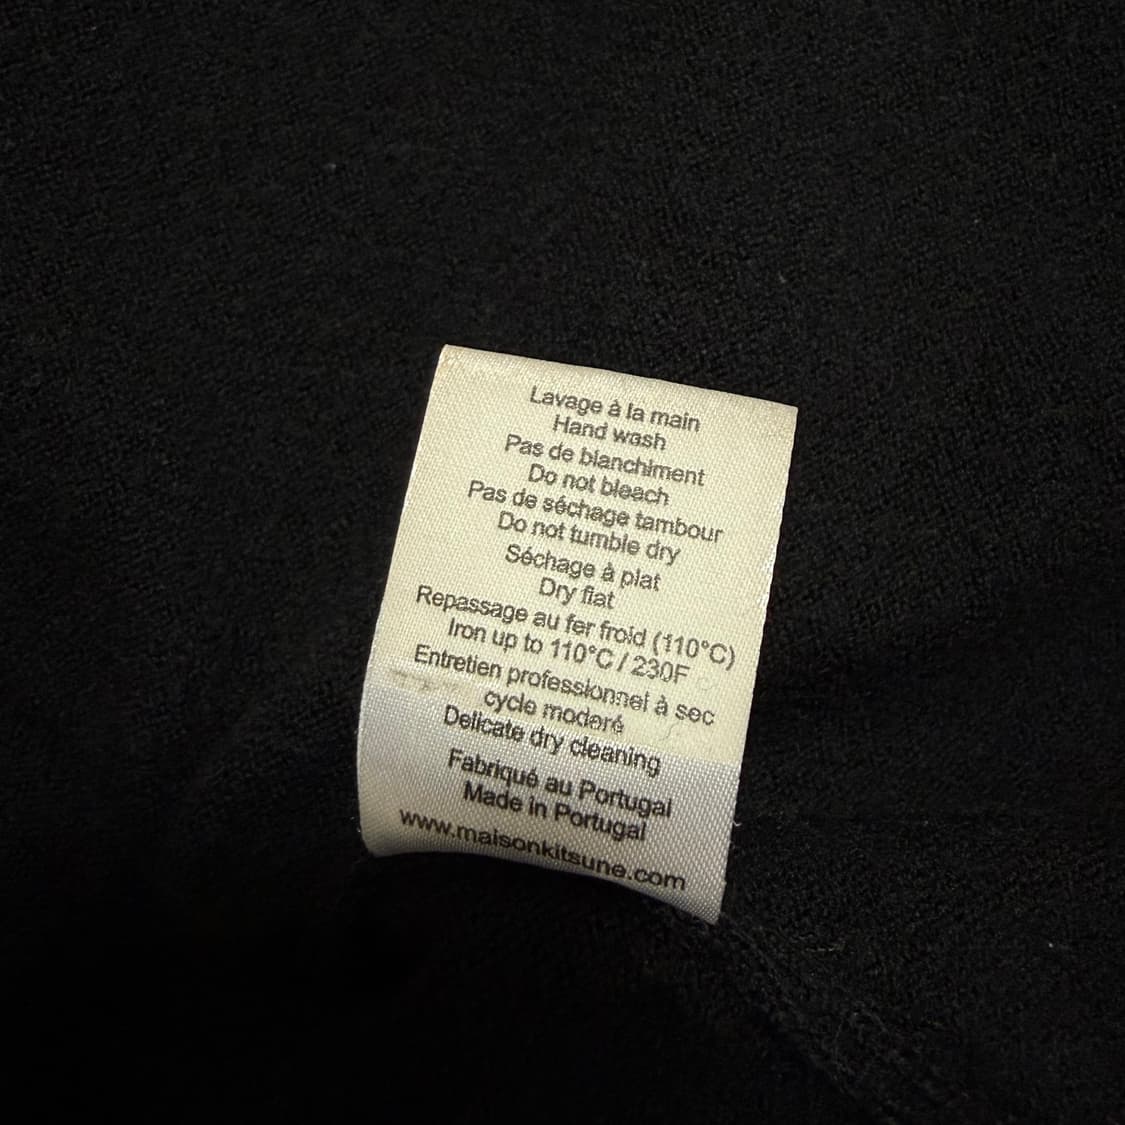 Lavage à la main
Hand wash
Pas de blanchiment
Do not bleach
Pas de séchage tambour
Do not tumble dry
Séchage à plat
Dry flat
Repassage au fer froid (110°C)
Iron up to 110°C / 230F
Entretien professionnel à sec
cycle modéré
Delicate dry cleaning
Fabriqué au Portugal
Made in Portugal
www.maisonkitsune.com